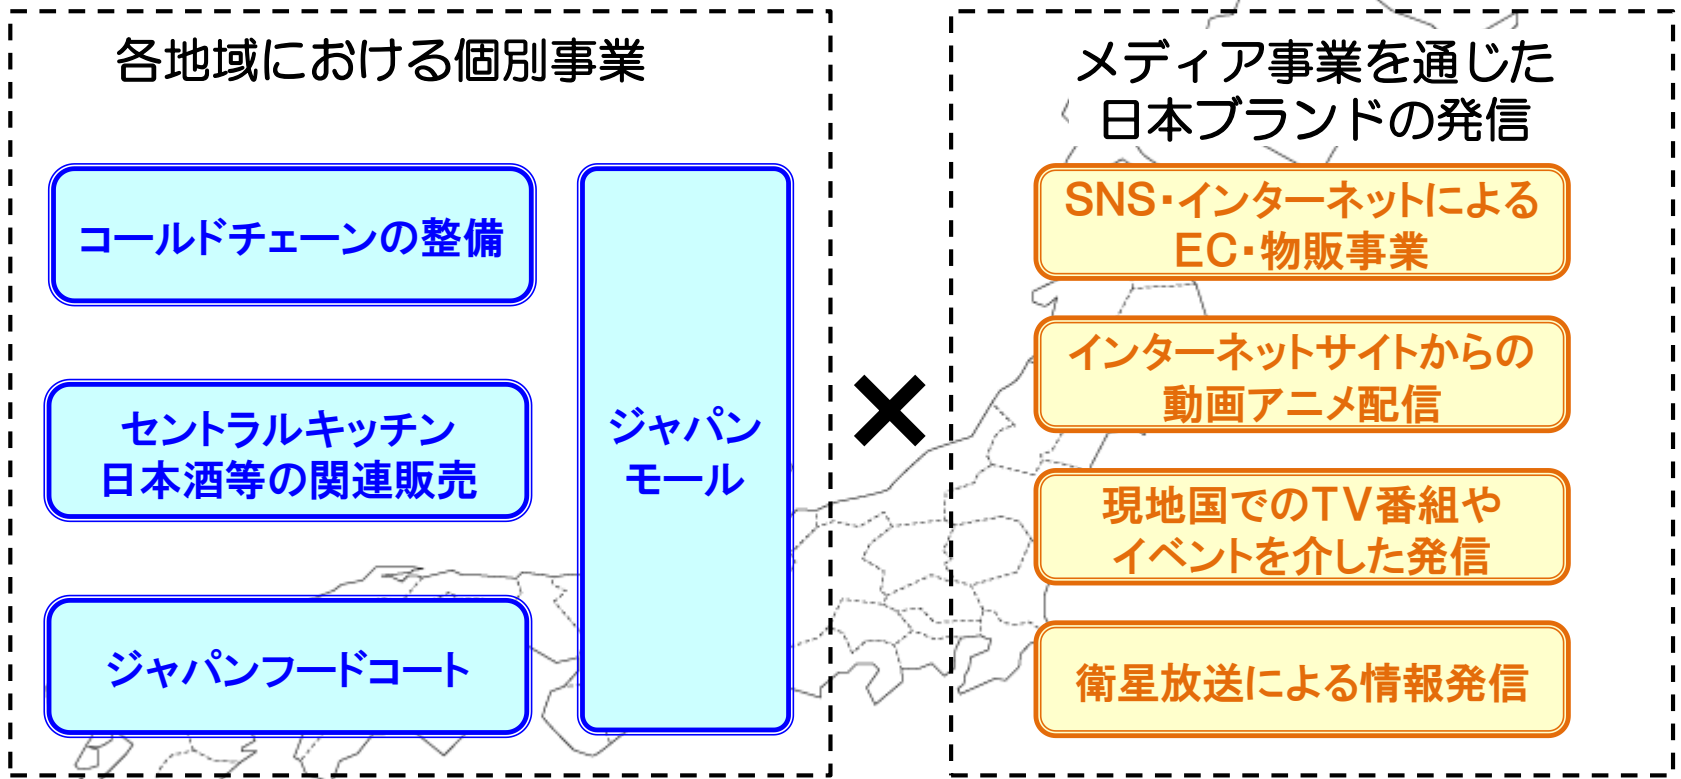 各地域における個別事業
コールドチェーンの整備
セントラルキッチン
日本酒等の関連販売
ジャパンフードコート
ジャパン
モール
×
メディア事業を通じた
日本ブランドの発信
SNS・インターネットによる
EC・物販事業
インターネットサイトからの
動画アニメ配信
現地国でのTV番組や
イベントを介した発信
衛星放送による情報発信